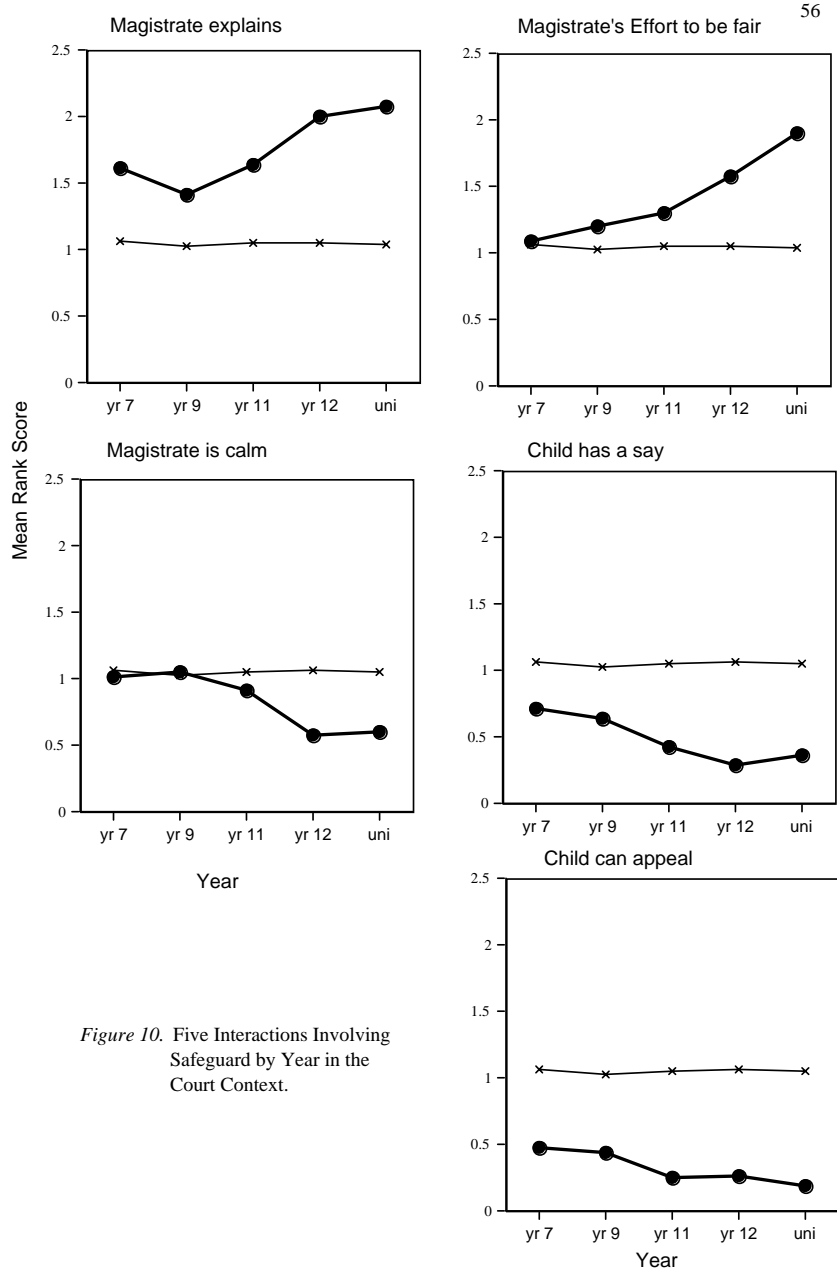 56
Magistrate explains
2.5
2
1.5
1
0.5
0
yr 7 yr 9 yr 11 yr 12 uni
Magistrate's Effort to be fair
2.5
2
1.5
1
0.5
0
yr 7 yr 9 yr 11 yr 12 uni
Mean Rank Score
Magistrate is calm
2.5
2
1.5
1
0.5
0
yr 7 yr 9 yr 11 yr 12 uni
Year
Child has a say
2.5
2
1.5
1
0.5
0
yr 7 yr 9 yr 11 yr 12 uni
Child can appeal
2.5
2
1.5
1
0.5
0
yr 7 yr 9 yr 11 yr 12 uni
Year
Figure 10. Five Interactions Involving
Safeguard by Year in the
Court Context.